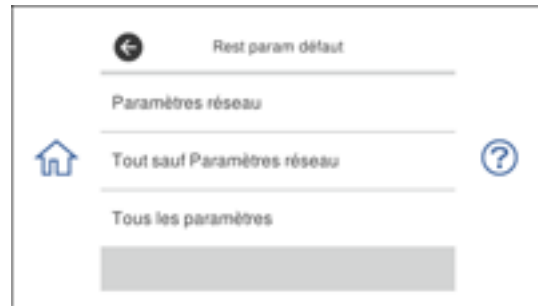 Rest param défaut
Paramètres réseau
Tout sauf Paramètres réseau
Tous les paramètres